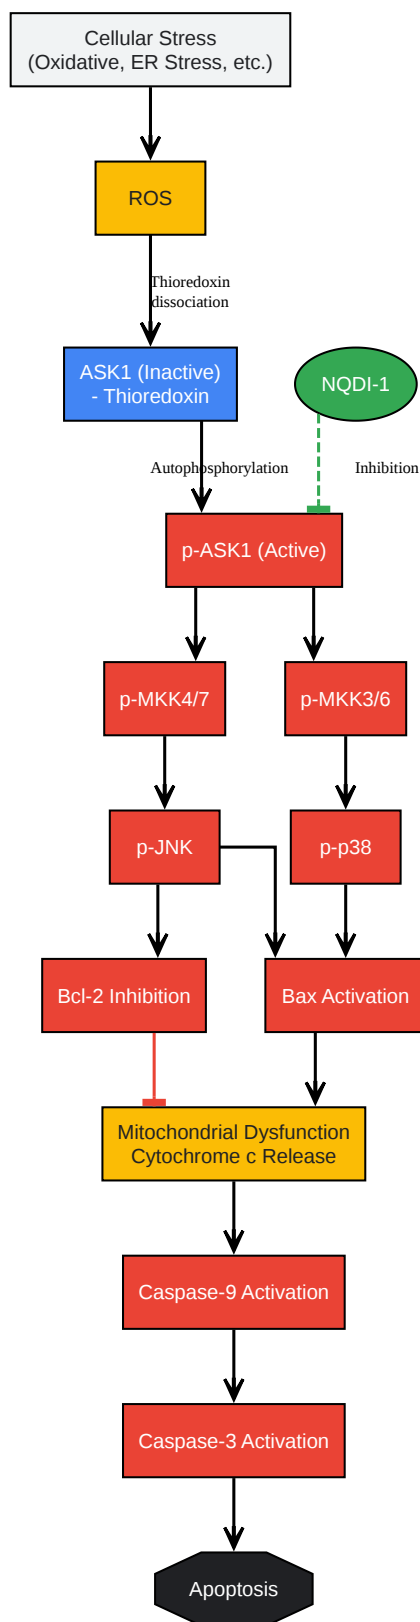 Cellular Stress
(Oxidative, ER Stress, etc.)
ROS
Thioredoxin
dissociation
ASK1 (Inactive)
- Thioredoxin
NQDI-1
Autophosphorylation
Inhibition
p-ASK1 (Active)
p-MKK4/7
p-MKK3/6
p-JNK
p-p38
Bcl-2 Inhibition
Bax Activation
Mitochondrial Dysfunction
Cytochrome c Release
Caspase-9 Activation
Caspase-3 Activation
Apoptosis